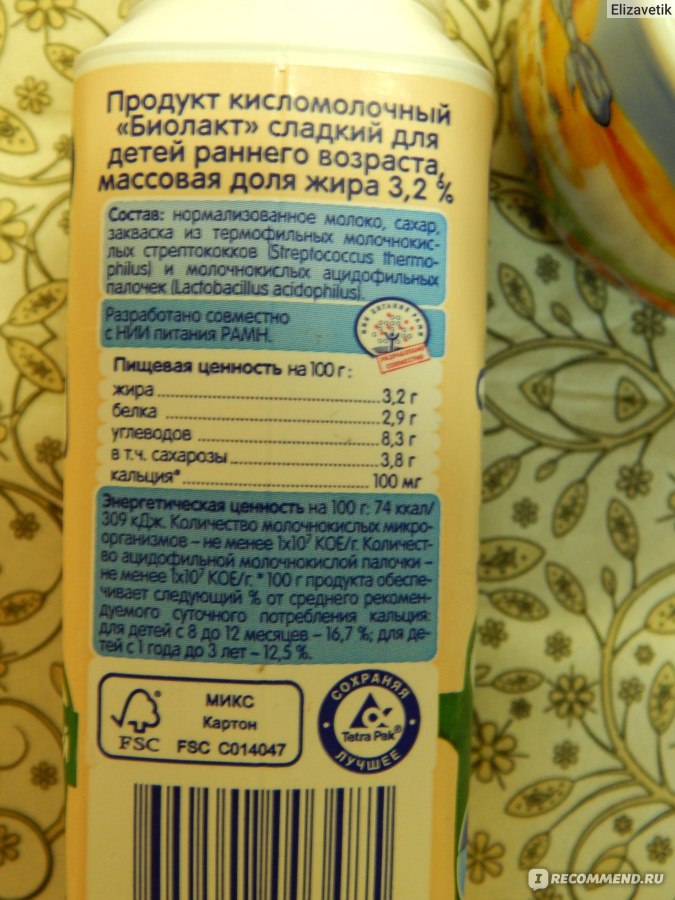 Elizavetik
Продукт кисломолочный
«Биолакт» сладкий для
детей раннего возраста,
массовая доля жира 3,2 %
Состав: нормализованное молоко, сахар,
закваска из термофильных молочнокис-
лых стрептококков (Streptococcus thermo-
philus) и молочнокислых ацидофильных
палочек (Lactobacillus acidophilus).
Разработано совместно
с НИИ питания РАМН.
НИИ ПИТАНИЯ РАМН
РАЗРАБОТАНО
СОВМЕСТНО
Пищевая ценность на 100 г:
жира 3,2 г
белка 2,9 г
углеводов 8,3 г
в т.ч. сахарозы 3,8 г
кальция* 100 мг
Энергетическая ценность на 100 г: 74 ккал/
309 кДж. Количество молочнокислых микро-
организмов – не менее 1х10⁷ КОЕ/г. Количест-
во ацидофильной молочнокислой палочки –
не менее 1х10⁷ КОЕ/г. * 100 г продукта обеспе-
чивает следующий % от среднего рекомен-
дуемого суточного потребления кальция:
для детей с 8 до 12 месяцев – 16,7 %; для де-
тей с 1 года до 3 лет – 12,5 %.
FSC
МИКС
Картон
FSC C014047
СОХРАНЯЯ
Tetra Pak®
ЛУЧШЕЕ
I RECOMMEND.RU